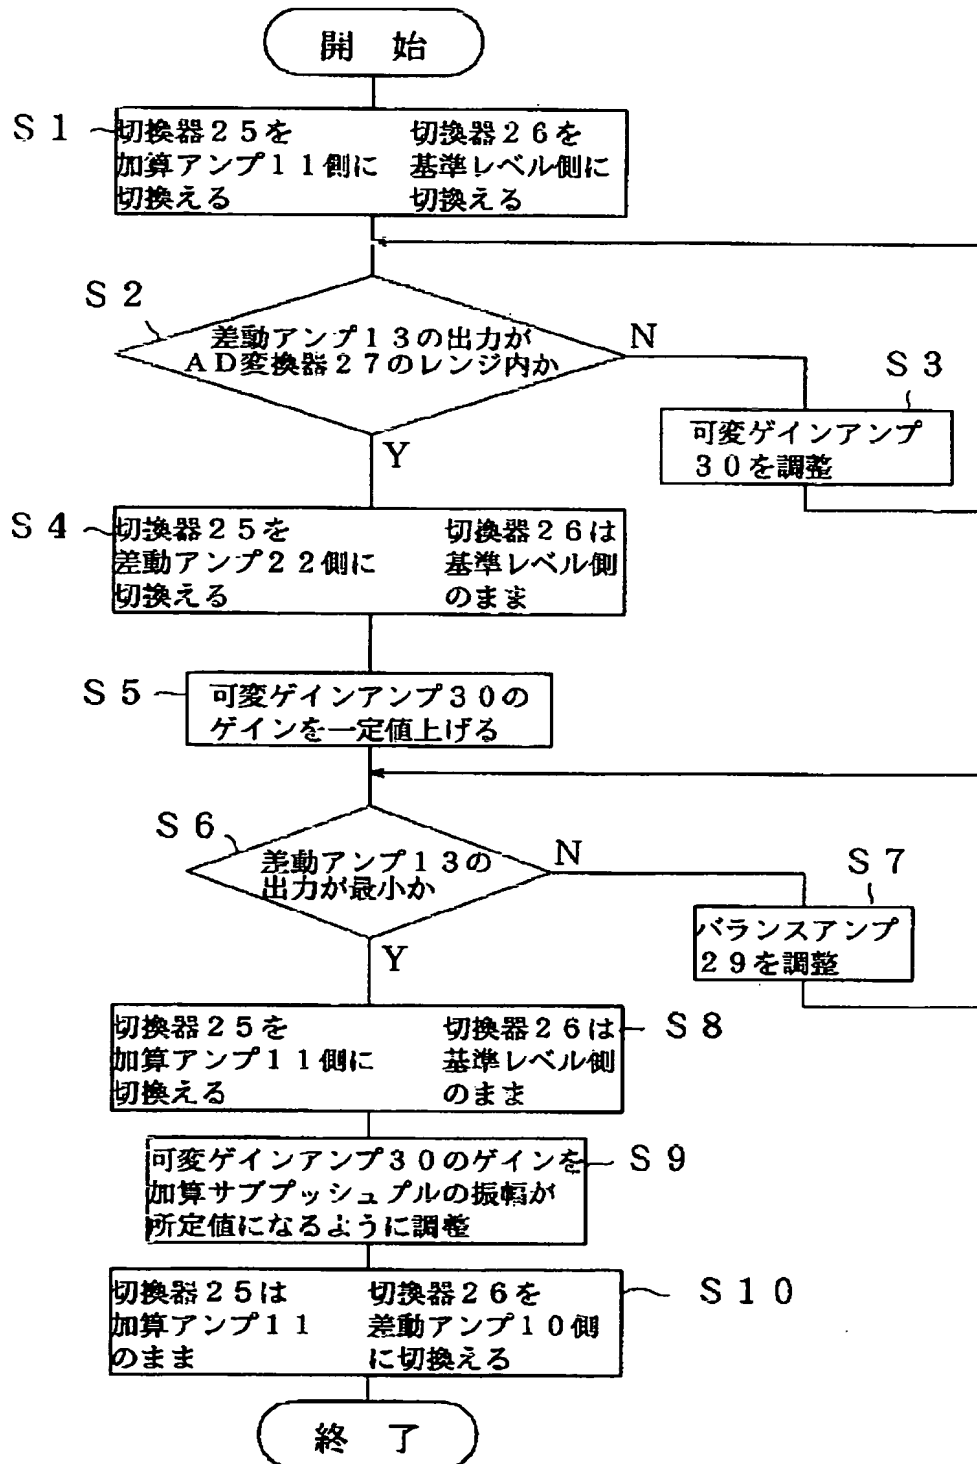 開　始
S1
切換器２５を　切換器２６を
加算アンプ１１側に　基準レベル側に
切換える　切換える
S2
差動アンプ１３の出力が
ＡＤ変換器２７のレンジ内か
N
S3
可変ゲインアンプ
３０を調整
Y
S4
切換器２５を　切換器２６は
差動アンプ２２側に　基準レベル側
切換える　のまま
S5
可変ゲインアンプ３０の
ゲインを一定値上げる
S6
差動アンプ１３の
出力が最小か
N
S7
バランスアンプ
２９を調整
Y
切換器２５を　切換器２６は
加算アンプ１１側に　基準レベル側
切換える　のまま
S8
可変ゲインアンプ３０のゲインを
加算サブプッシュプルの振幅が
所定値になるように調整
S9
切換器２５は　切換器２６を
加算アンプ１１　差動アンプ１０側
のまま　に切換える
S10
終　了